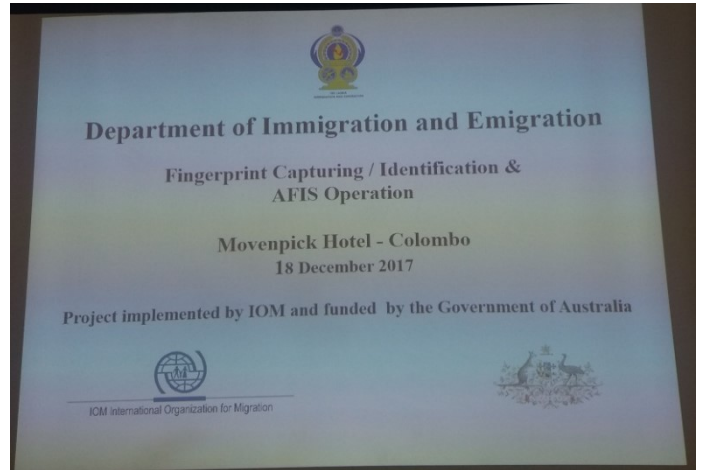 Department of Immigration and Emigration
Fingerprint Capturing / Identification &
AFIS Operation
Movenpick Hotel - Colombo
18 December 2017
Project implemented by IOM and funded by the Government of Australia
IOM International Organization for Migration